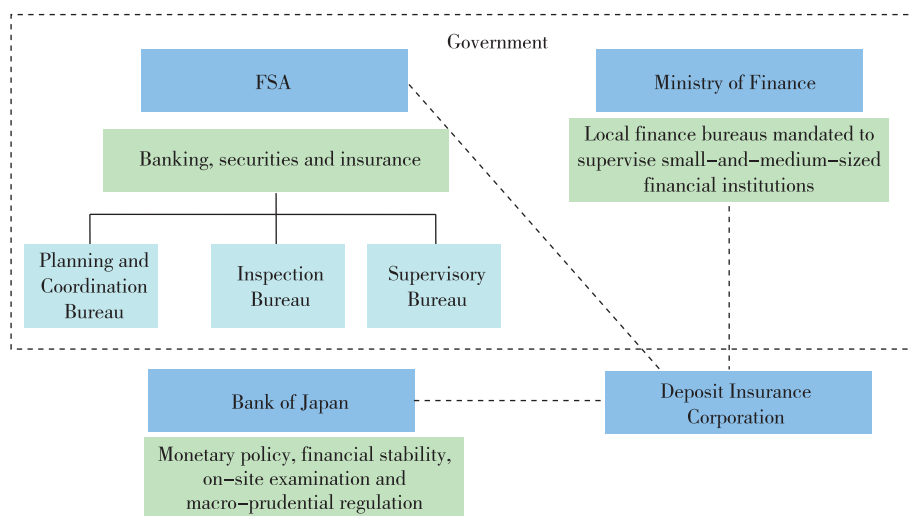 Government
FSA
Ministry of Finance
Banking, securities and insurance
Local finance bureaus mandated to
supervise small-and-medium-sized
financial institutions
Planning and
Coordination
Bureau
Inspection
Bureau
Supervisory
Bureau
Bank of Japan
Deposit Insurance
Corporation
Monetary policy, financial stability,
on-site examination and
macro-prudential regulation